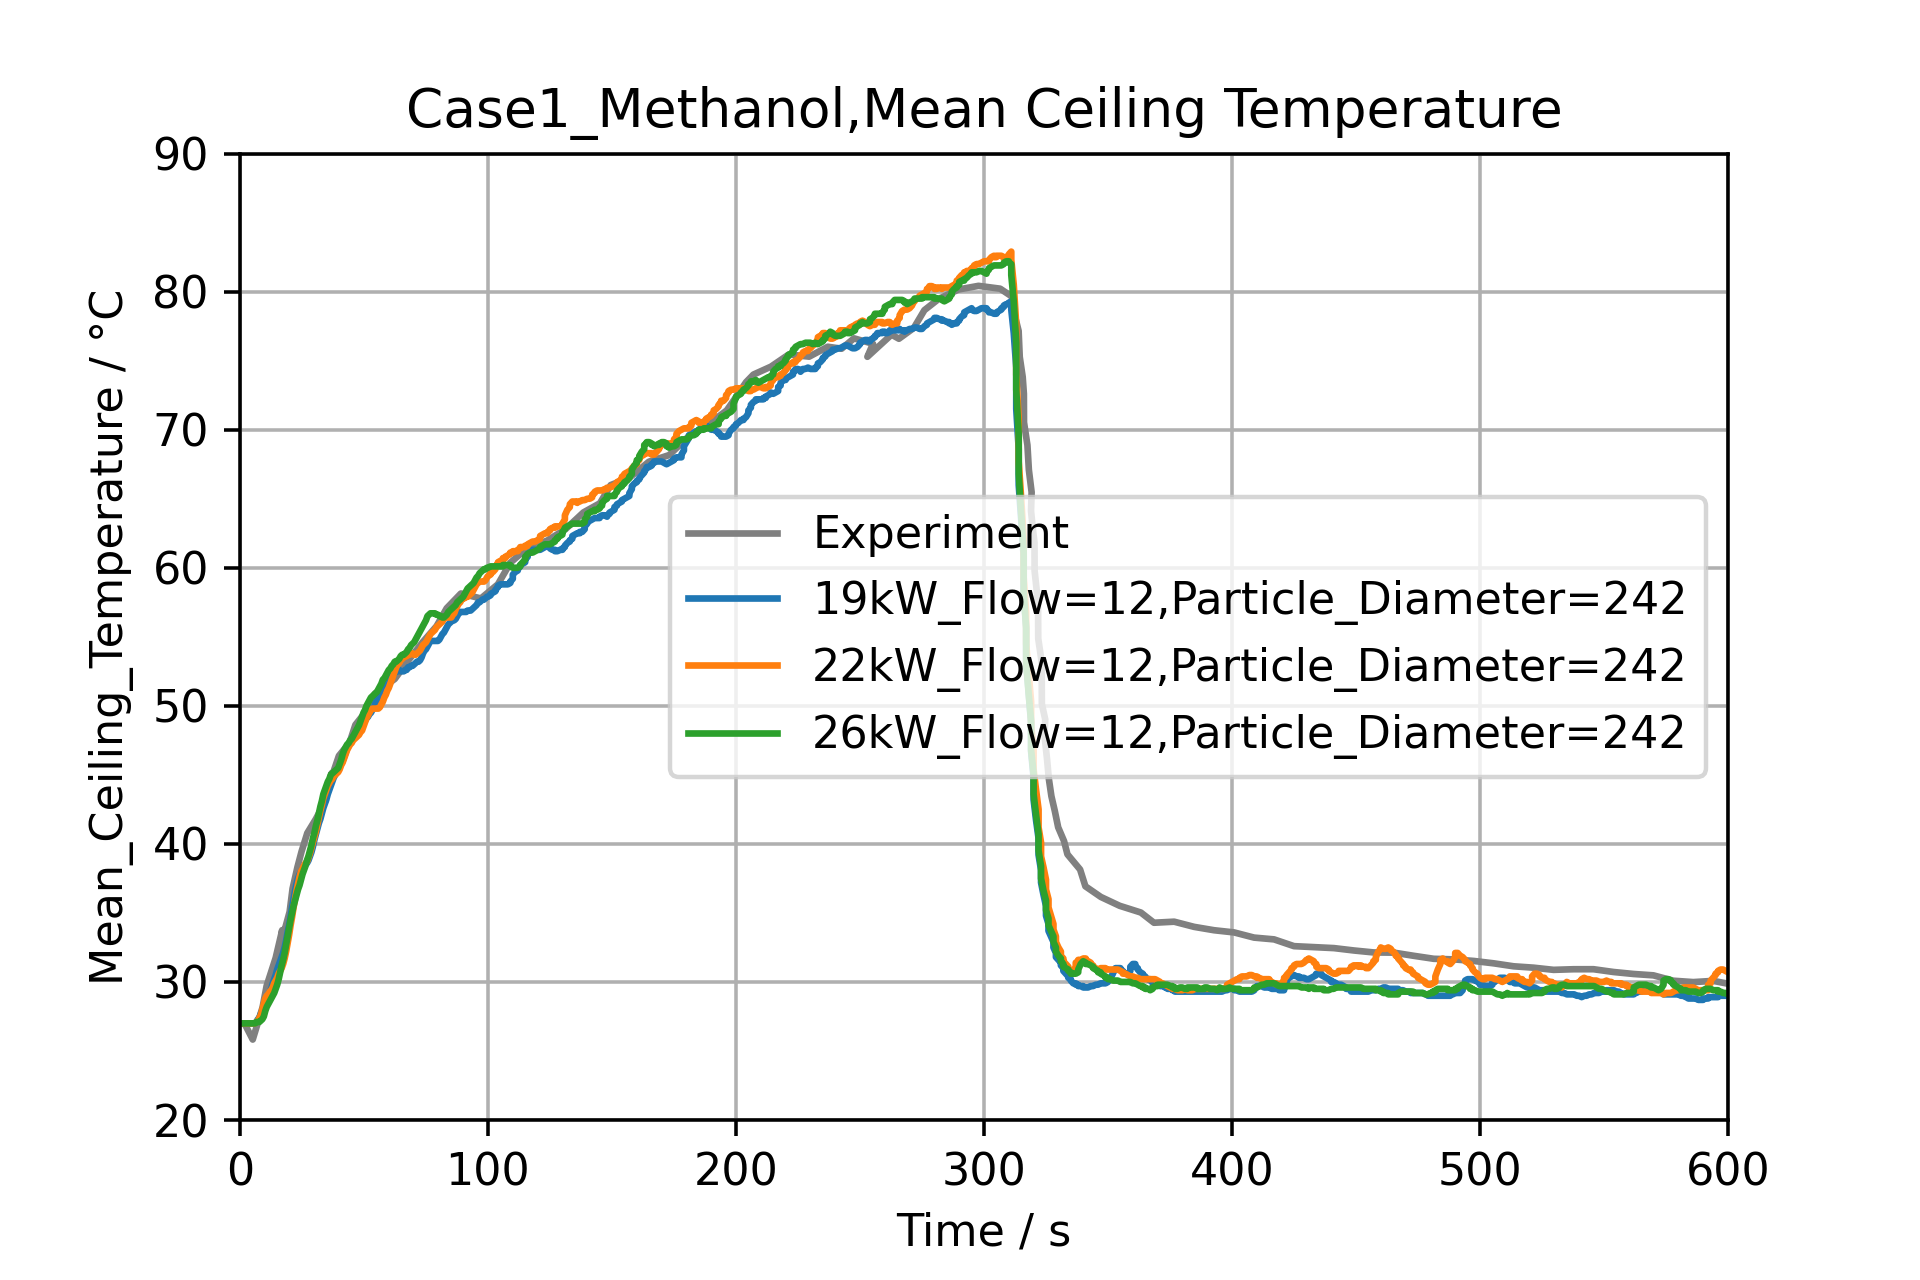 Case1_Methanol,Mean Ceiling Temperature
Mean_Ceiling_Temperature / °C
90
80
70
60
50
40
30
20
Experiment
19kW_Flow=12,Particle_Diameter=242
22kW_Flow=12,Particle_Diameter=242
26kW_Flow=12,Particle_Diameter=242
0 100 200 300 400 500 600
Time / s